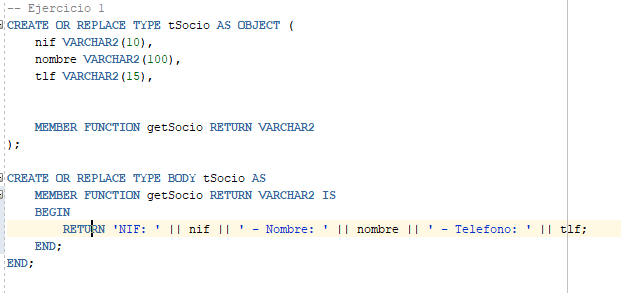 -- Ejercicio 1
CREATE OR REPLACE TYPE tSocio AS OBJECT (
nif VARCHAR2(10),
nombre VARCHAR2(100),
tlf VARCHAR2(15),
MEMBER FUNCTION getSocio RETURN VARCHAR2
);
CREATE OR REPLACE TYPE BODY tSocio AS
MEMBER FUNCTION getSocio RETURN VARCHAR2 IS
BEGIN
RETURN 'NIF: ' || nif || ' - Nombre: ' || nombre || ' - Telefono: ' || tlf;
END;
END;